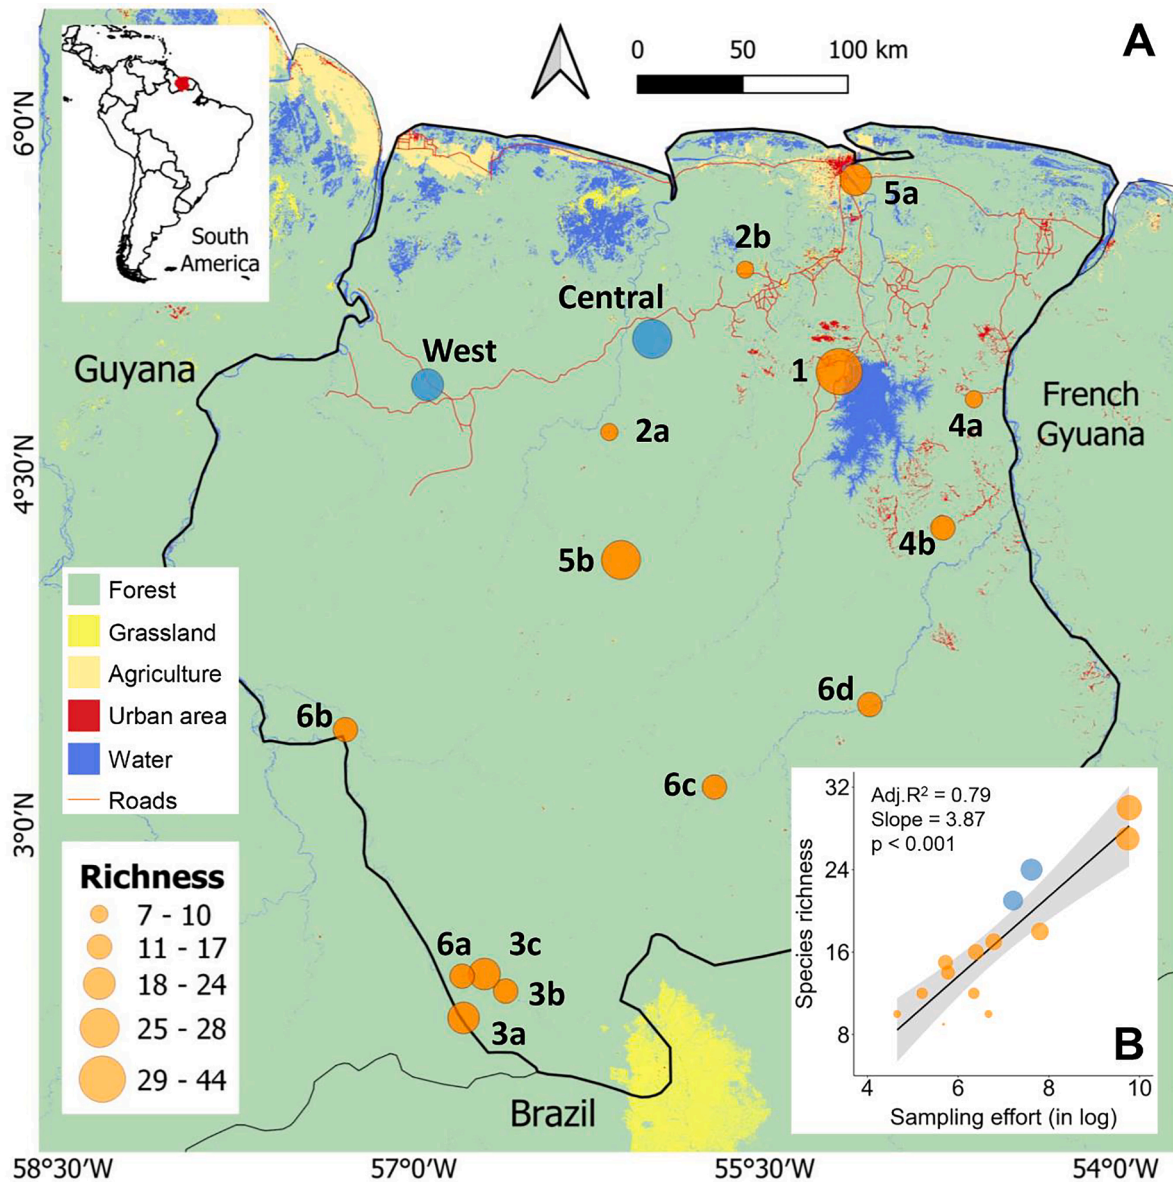 A
0 50 100 km
6°0′N
4°30′N
3°0′N
South
America
5a
2b
Central
West
Guyana
1
French
Gyuana
4a
2a
4b
5b
Forest
Grassland
Agriculture
Urban area
Water
Roads
6b
6d
6c
Richness
7 - 10
11 - 17
18 - 24
25 - 28
29 - 44
6a
3c
3b
3a
Brazil
32
24
16
8
Species richness
Adj.R² = 0.79
Slope = 3.87
p < 0.001
B
4 6 8 10
Sampling effort (in log)
58°30′W 57°0′W 55°30′W 54°0′W